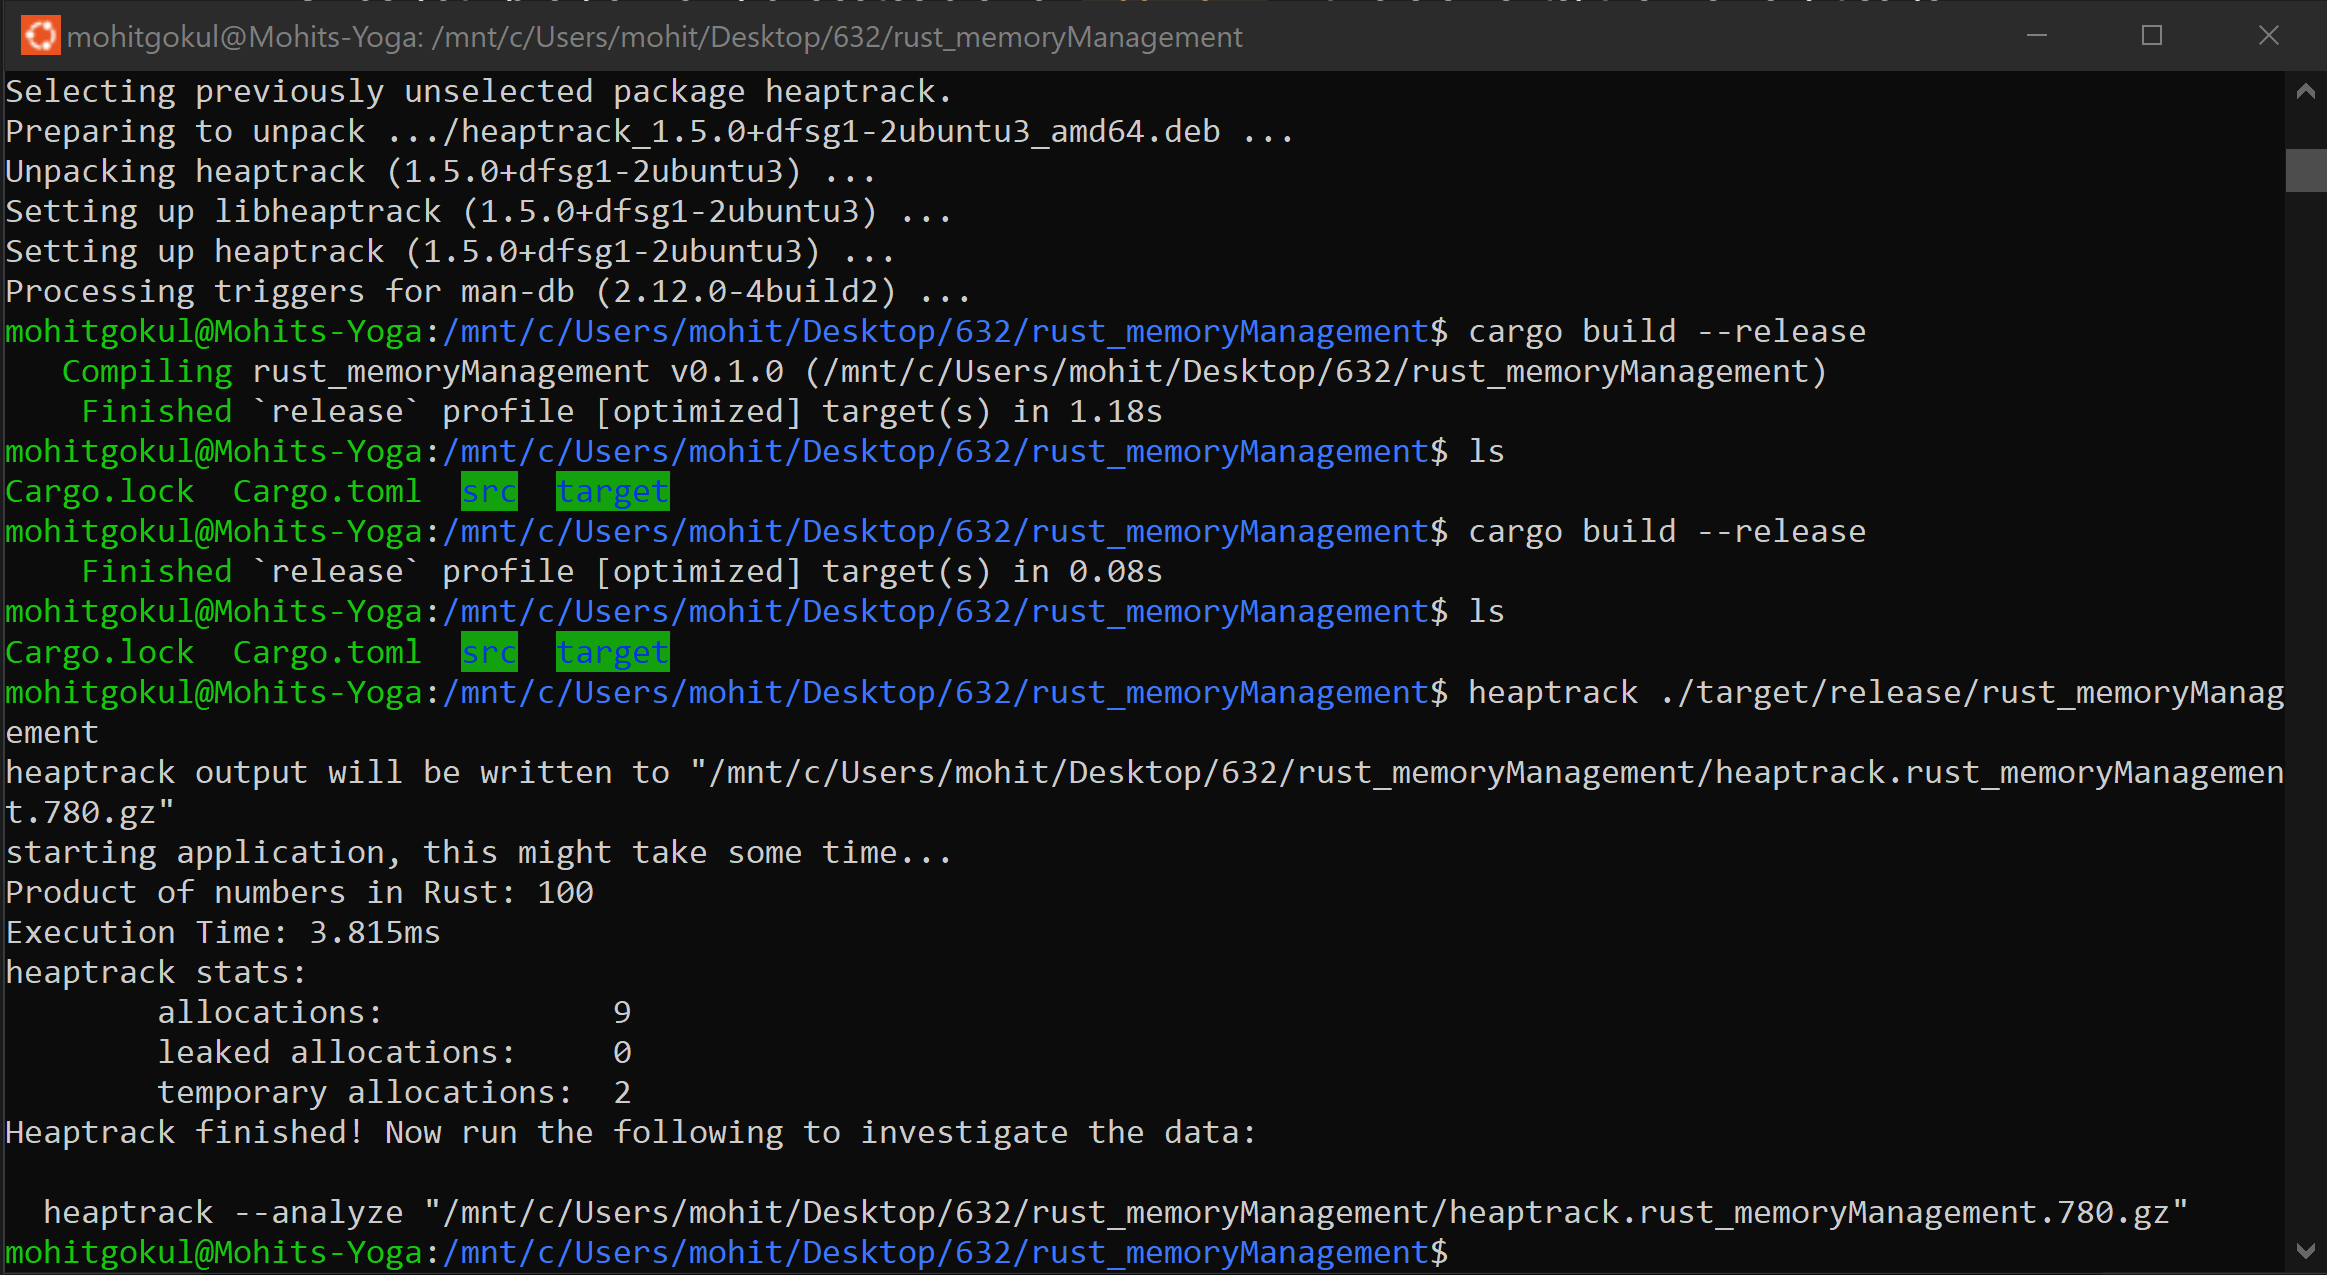 mohitgokul@Mohits-Yoga: /mnt/c/Users/mohit/Desktop/632/rust_memoryManagement
Selecting previously unselected package heaptrack.
Preparing to unpack .../heaptrack_1.5.0+dfsg1-2ubuntu3_amd64.deb ...
Unpacking heaptrack (1.5.0+dfsg1-2ubuntu3) ...
Setting up libheaptrack (1.5.0+dfsg1-2ubuntu3) ...
Setting up heaptrack (1.5.0+dfsg1-2ubuntu3) ...
Processing triggers for man-db (2.12.0-4build2) ...
mohitgokul@Mohits-Yoga:/mnt/c/Users/mohit/Desktop/632/rust_memoryManagement$ cargo build --release
   Compiling rust_memoryManagement v0.1.0 (/mnt/c/Users/mohit/Desktop/632/rust_memoryManagement)
    Finished `release` profile [optimized] target(s) in 1.18s
mohitgokul@Mohits-Yoga:/mnt/c/Users/mohit/Desktop/632/rust_memoryManagement$ ls
Cargo.lock  Cargo.toml  src  target
mohitgokul@Mohits-Yoga:/mnt/c/Users/mohit/Desktop/632/rust_memoryManagement$ cargo build --release
    Finished `release` profile [optimized] target(s) in 0.08s
mohitgokul@Mohits-Yoga:/mnt/c/Users/mohit/Desktop/632/rust_memoryManagement$ ls
Cargo.lock  Cargo.toml  src  target
mohitgokul@Mohits-Yoga:/mnt/c/Users/mohit/Desktop/632/rust_memoryManagement$ heaptrack ./target/release/rust_memoryManag
ement
heaptrack output will be written to "/mnt/c/Users/mohit/Desktop/632/rust_memoryManagement/heaptrack.rust_memoryManagemen
t.780.gz"
starting application, this might take some time...
Product of numbers in Rust: 100
Execution Time: 3.815ms
heaptrack stats:
        allocations:            9
        leaked allocations:     0
        temporary allocations:  2
Heaptrack finished! Now run the following to investigate the data:
  heaptrack --analyze "/mnt/c/Users/mohit/Desktop/632/rust_memoryManagement/heaptrack.rust_memoryManagement.780.gz"
mohitgokul@Mohits-Yoga:/mnt/c/Users/mohit/Desktop/632/rust_memoryManagement$